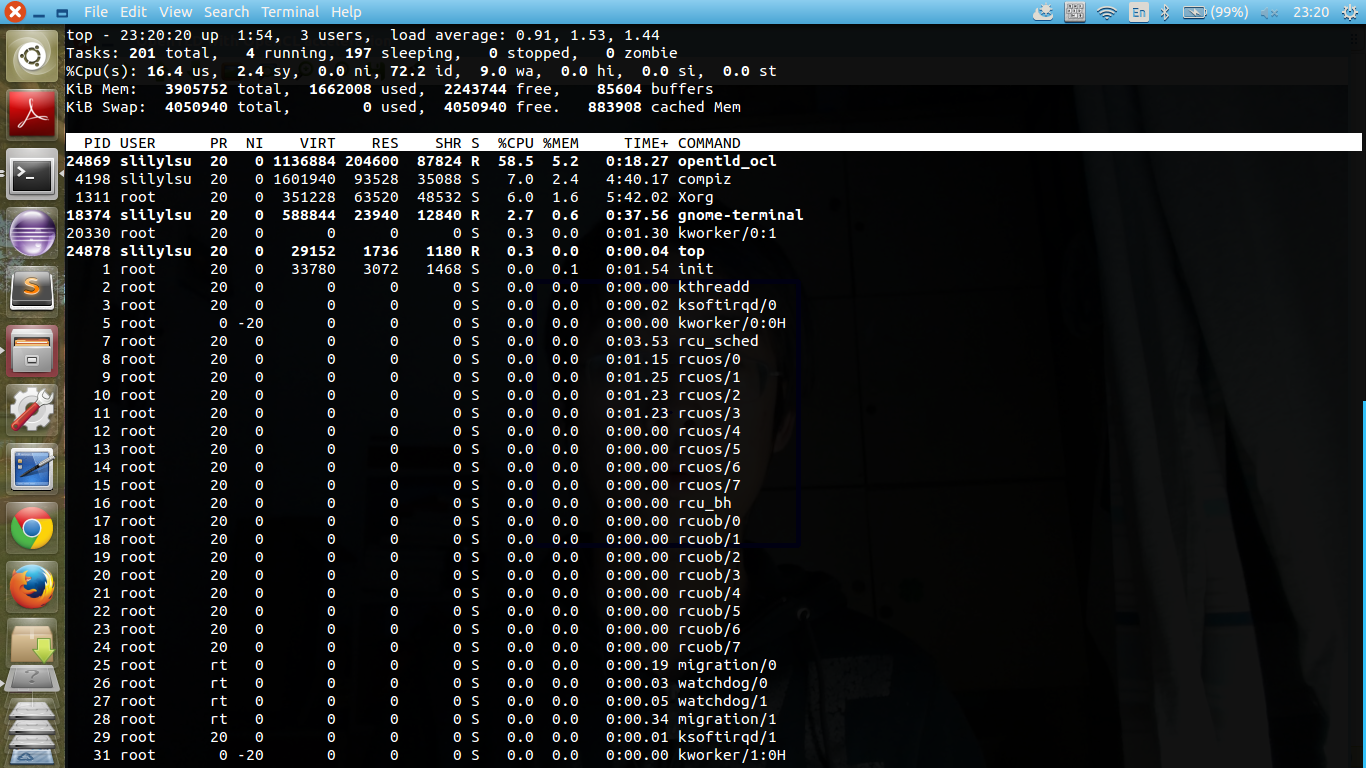 File Edit View Search Terminal Help En (99%) 23:20
top - 23:20:20 up  1:54,  3 users,  load average: 0.91, 1.53, 1.44
Tasks: 201 total,   4 running, 197 sleeping,   0 stopped,   0 zombie
%Cpu(s): 16.4 us,  2.4 sy,  0.0 ni, 72.2 id,  9.0 wa,  0.0 hi,  0.0 si,  0.0 st
KiB Mem:   3905752 total,  1662008 used,  2243744 free,    85604 buffers
KiB Swap:  4050940 total,        0 used,  4050940 free.   883908 cached Mem
PID USER      PR  NI    VIRT    RES    SHR S  %CPU %MEM     TIME+ COMMAND
24869 sllilylsu 20   0 1136884 204600  87824 R  58.5  5.2   0:18.27 opentld_ocl
4198 sllilylsu 20   0 1601940  93528  35088 S   7.0  2.4   4:40.17 compiz
1311 root      20   0  351228  63520  48532 S   6.0  1.6   5:42.02 Xorg
18374 sllilylsu 20   0  588844  23940  12840 R   2.7  0.6   0:37.56 gnome-terminal
20330 root      20   0       0      0      0 S   0.3  0.0   0:01.30 kworker/0:1
24878 sllilylsu 20   0   29152   1736   1180 R   0.3  0.0   0:00.04 top
1 root      20   0   33780   3072   1468 S   0.0  0.1   0:01.54 init
2 root      20   0       0      0      0 S   0.0  0.0   0:00.00 kthreadd
3 root      20   0       0      0      0 S   0.0  0.0   0:00.02 ksoftirqd/0
5 root       0 -20       0      0      0 S   0.0  0.0   0:00.00 kworker/0:0H
7 root      20   0       0      0      0 S   0.0  0.0   0:03.53 rcu_sched
8 root      20   0       0      0      0 S   0.0  0.0   0:01.15 rcuos/0
9 root      20   0       0      0      0 S   0.0  0.0   0:01.25 rcuos/1
10 root      20   0       0      0      0 S   0.0  0.0   0:01.23 rcuos/2
11 root      20   0       0      0      0 S   0.0  0.0   0:01.23 rcuos/3
12 root      20   0       0      0      0 S   0.0  0.0   0:00.00 rcuos/4
13 root      20   0       0      0      0 S   0.0  0.0   0:00.00 rcuos/5
14 root      20   0       0      0      0 S   0.0  0.0   0:00.00 rcuos/6
15 root      20   0       0      0      0 S   0.0  0.0   0:00.00 rcuos/7
16 root      20   0       0      0      0 S   0.0  0.0   0:00.00 rcu_bh
17 root      20   0       0      0      0 S   0.0  0.0   0:00.00 rcuob/0
18 root      20   0       0      0      0 S   0.0  0.0   0:00.00 rcuob/1
19 root      20   0       0      0      0 S   0.0  0.0   0:00.00 rcuob/2
20 root      20   0       0      0      0 S   0.0  0.0   0:00.00 rcuob/3
21 root      20   0       0      0      0 S   0.0  0.0   0:00.00 rcuob/4
22 root      20   0       0      0      0 S   0.0  0.0   0:00.00 rcuob/5
23 root      20   0       0      0      0 S   0.0  0.0   0:00.00 rcuob/6
24 root      20   0       0      0      0 S   0.0  0.0   0:00.00 rcuob/7
25 root      rt   0       0      0      0 S   0.0  0.0   0:00.19 migration/0
26 root      rt   0       0      0      0 S   0.0  0.0   0:00.03 watchdog/0
27 root      rt   0       0      0      0 S   0.0  0.0   0:00.05 watchdog/1
28 root      rt   0       0      0      0 S   0.0  0.0   0:00.34 migration/1
29 root      20   0       0      0      0 S   0.0  0.0   0:00.01 ksoftirqd/1
31 root       0 -20       0      0      0 S   0.0  0.0   0:00.00 kworker/1:0H